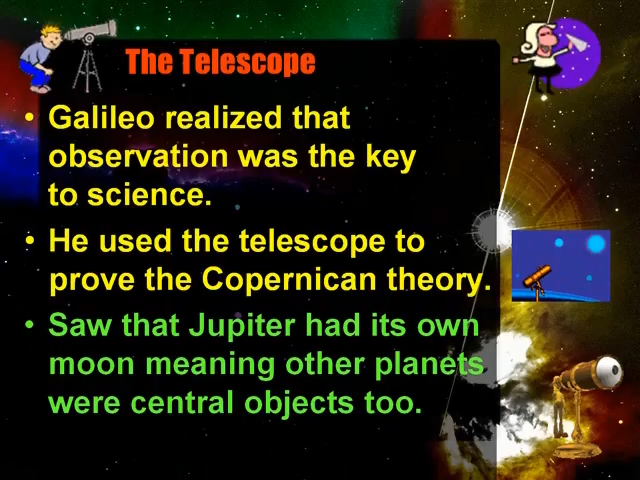 The Telescope
• Galileo realized that
observation was the key
to science.
• He used the telescope to
prove the Copernican theory.
• Saw that Jupiter had its own
moon meaning other planets
were central objects too.